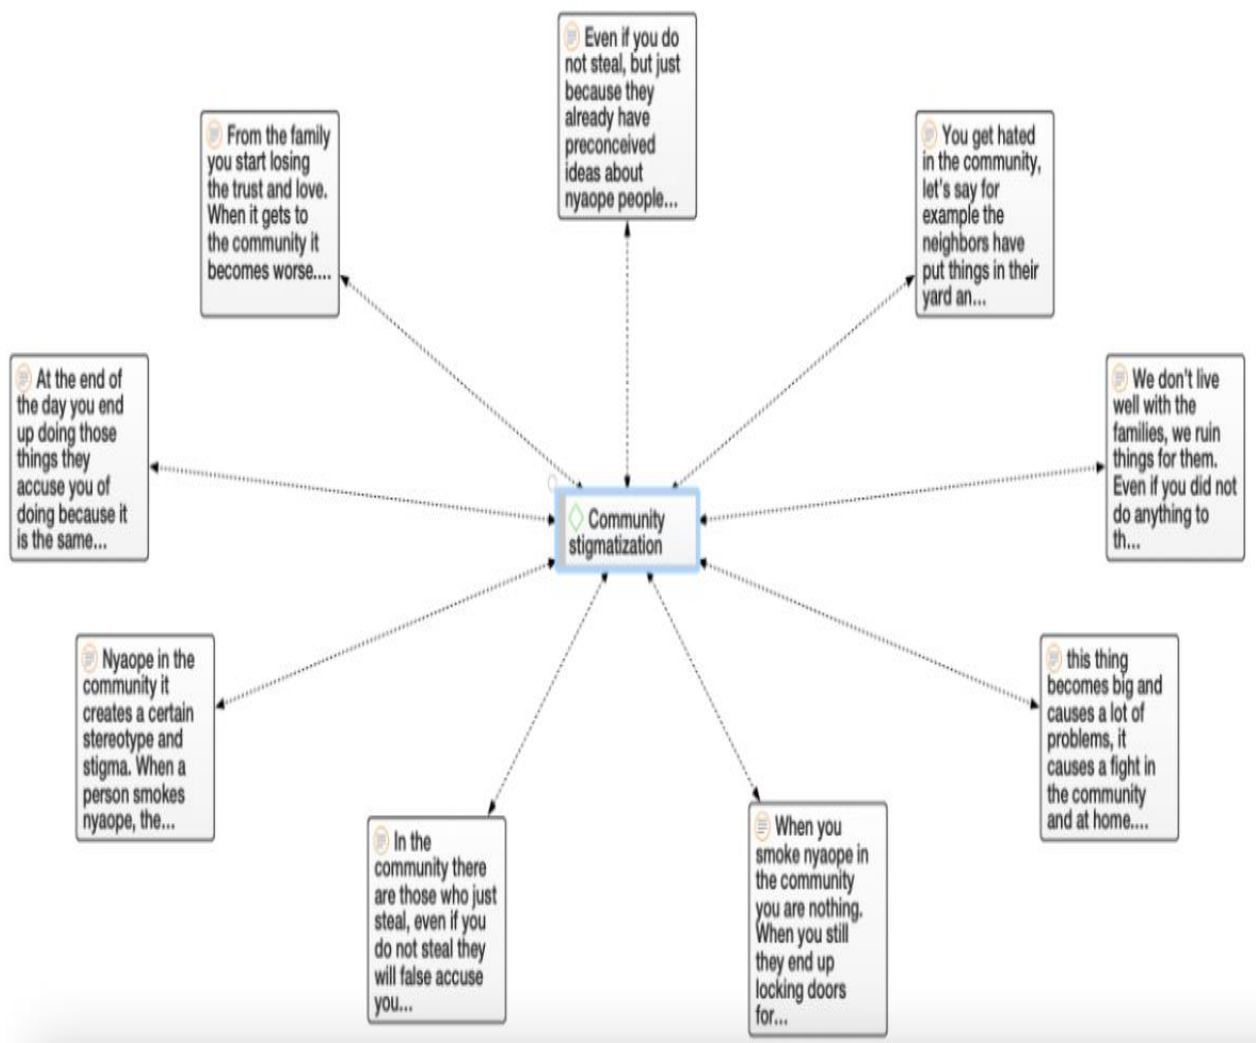 Even if you do
not steal, but just
because they
already have
preconceived
ideas about
nyaope people...
From the family
you start losing
the trust and love.
When it gets to
the community it
becomes worse....
You get hated
in the community,
let's say for
example the
neighbors have
put things in their
yard an...
At the end of
the day you end
up doing those
things they
accuse you of
doing because it
is the same...
We don't live
well with the
families, we ruin
things for them.
Even if you did not
do anything to
th...
Community
stigmatization
Nyaope in the
community it
creates a certain
stereotype and
stigma. When a
person smokes
nyaope, the...
this thing
becomes big and
causes a lot of
problems, it
causes a fight in
the community
and at home....
In the
community there
are those who just
steal, even if you
do not steal they
will false accuse
you...
When you
smoke nyaope in
the community
you are nothing.
When you still
they end up
locking doors
for...